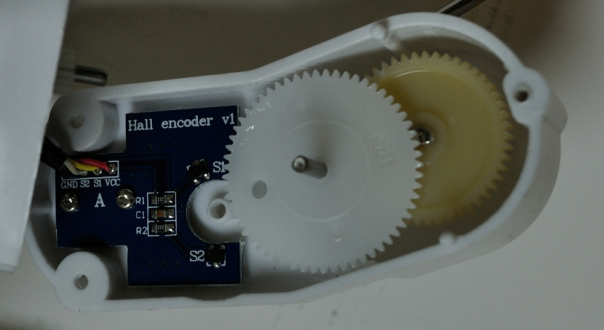 Hall encoder v1
GND S2 S1 VCC
A
S1
R1
C1
R2
S2